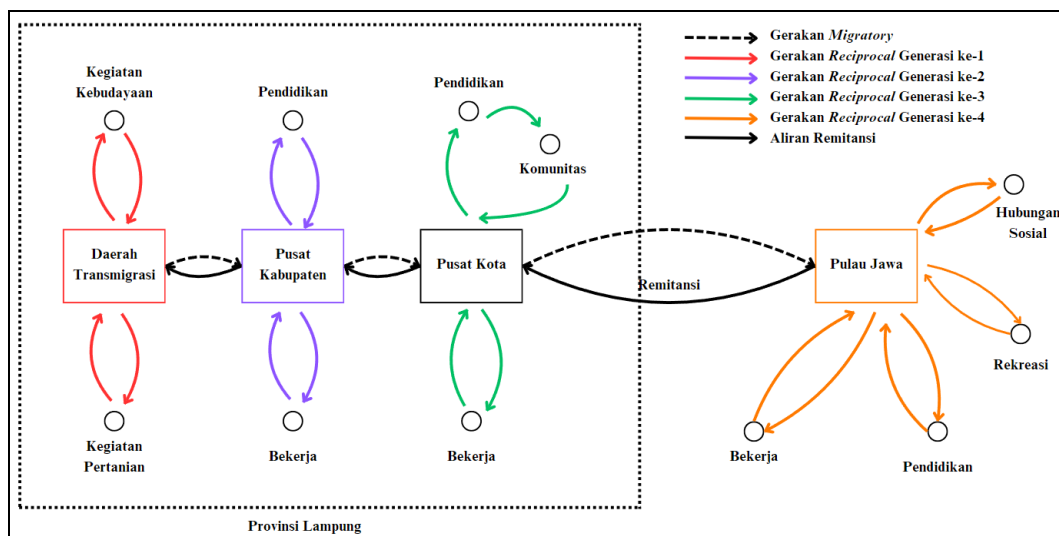 Gerakan Migratory
Gerakan Reciprocal Generasi ke-1
Gerakan Reciprocal Generasi ke-2
Gerakan Reciprocal Generasi ke-3
Gerakan Reciprocal Generasi ke-4
Aliran Remitansi
Kegiatan
Kebudayaan
Pendidikan
Pendidikan
Komunitas
Hubungan
Sosial
Daerah
Transmigrasi
Pusat
Kabupaten
Pusat Kota
Pulau Jawa
Remitansi
Rekreasi
Kegiatan
Pertanian
Bekerja
Bekerja
Bekerja
Pendidikan
Provinsi Lampung